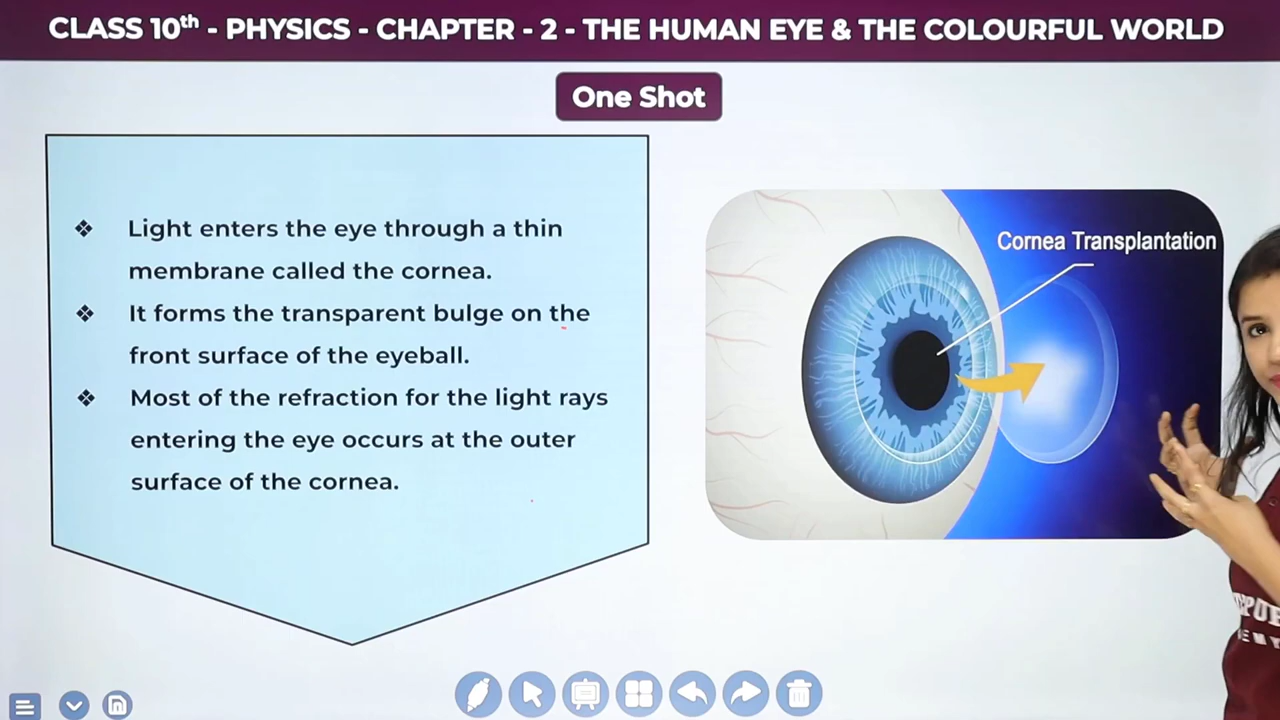 CLASS 10th - PHYSICS - CHAPTER - 2 - THE HUMAN EYE & THE COLOURFUL WORLD
One Shot
❖ Light enters the eye through a thin
membrane called the cornea.
❖ It forms the transparent bulge on the
front surface of the eyeball.
❖ Most of the refraction for the light rays
entering the eye occurs at the outer
surface of the cornea.
Cornea Transplantation